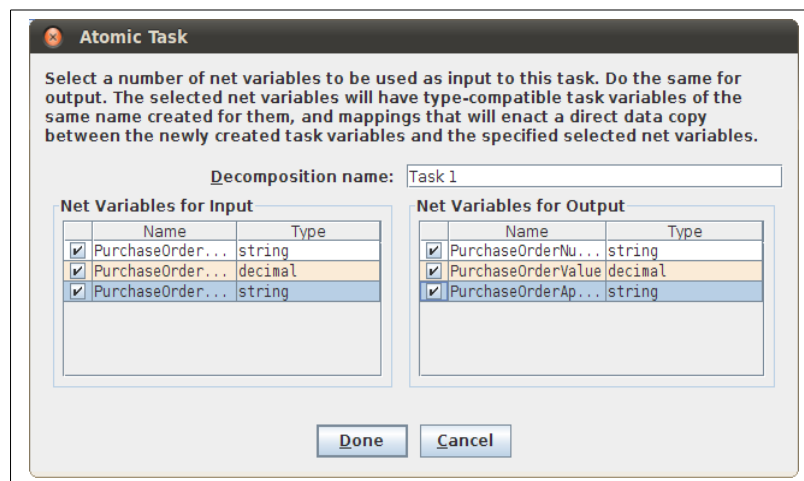 Atomic Task
Select a number of net variables to be used as input to this task. Do the same for
output. The selected net variables will have type-compatible task variables of the
same name created for them, and mappings that will enact a direct data copy
between the newly created task variables and the specified selected net variables.
Decomposition name: Task 1
Net Variables for Input
Name Type
PurchaseOrder... string
PurchaseOrder... decimal
PurchaseOrder... string
Net Variables for Output
Name Type
PurchaseOrderNu... string
PurchaseOrderValue decimal
PurchaseOrderAp... string
Done Cancel